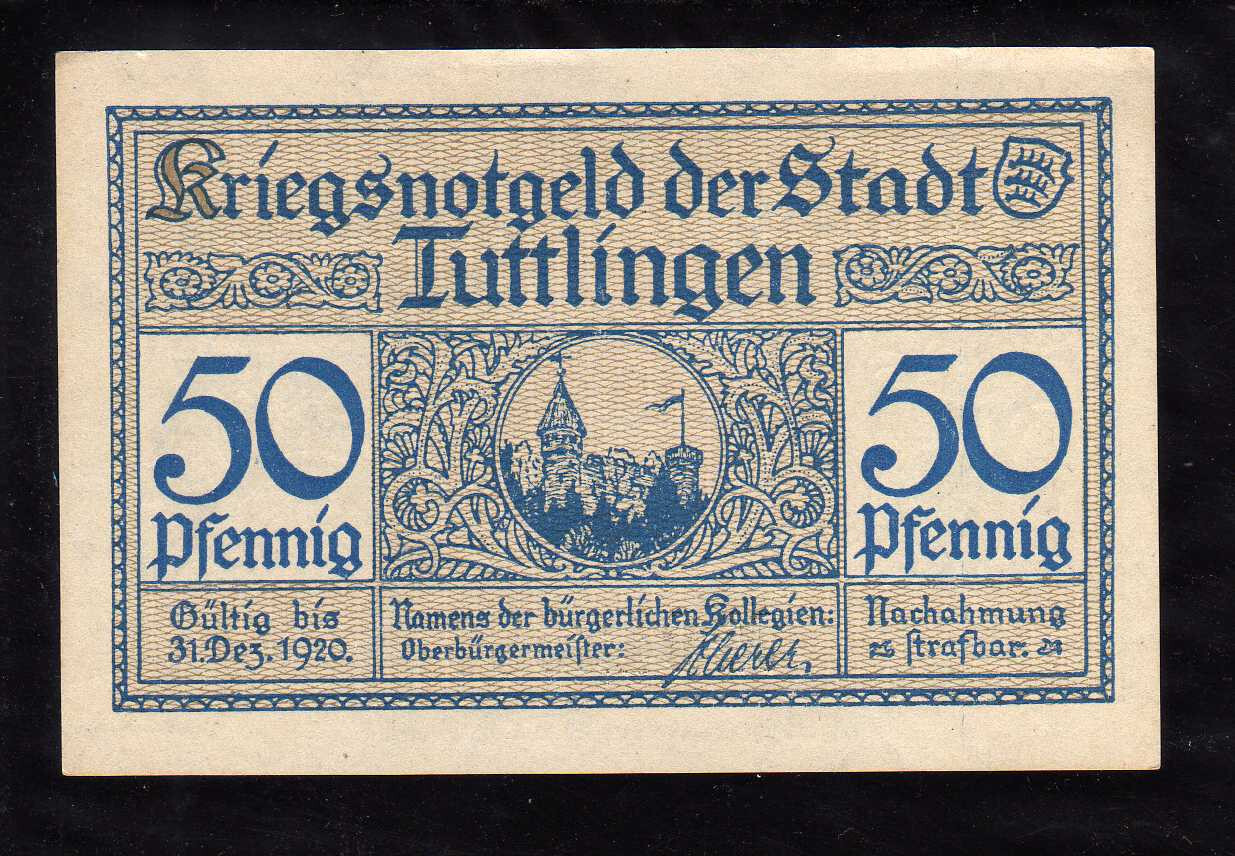 Kriegsnotgeld der Stadt
Tuttlingen
50
Pfennig
50
Pfennig
Gültig bis
31. Dez. 1920.
Namens der bürgerlichen Kollegien:
Oberbürgermeister:
Nachahmung
strafbar.